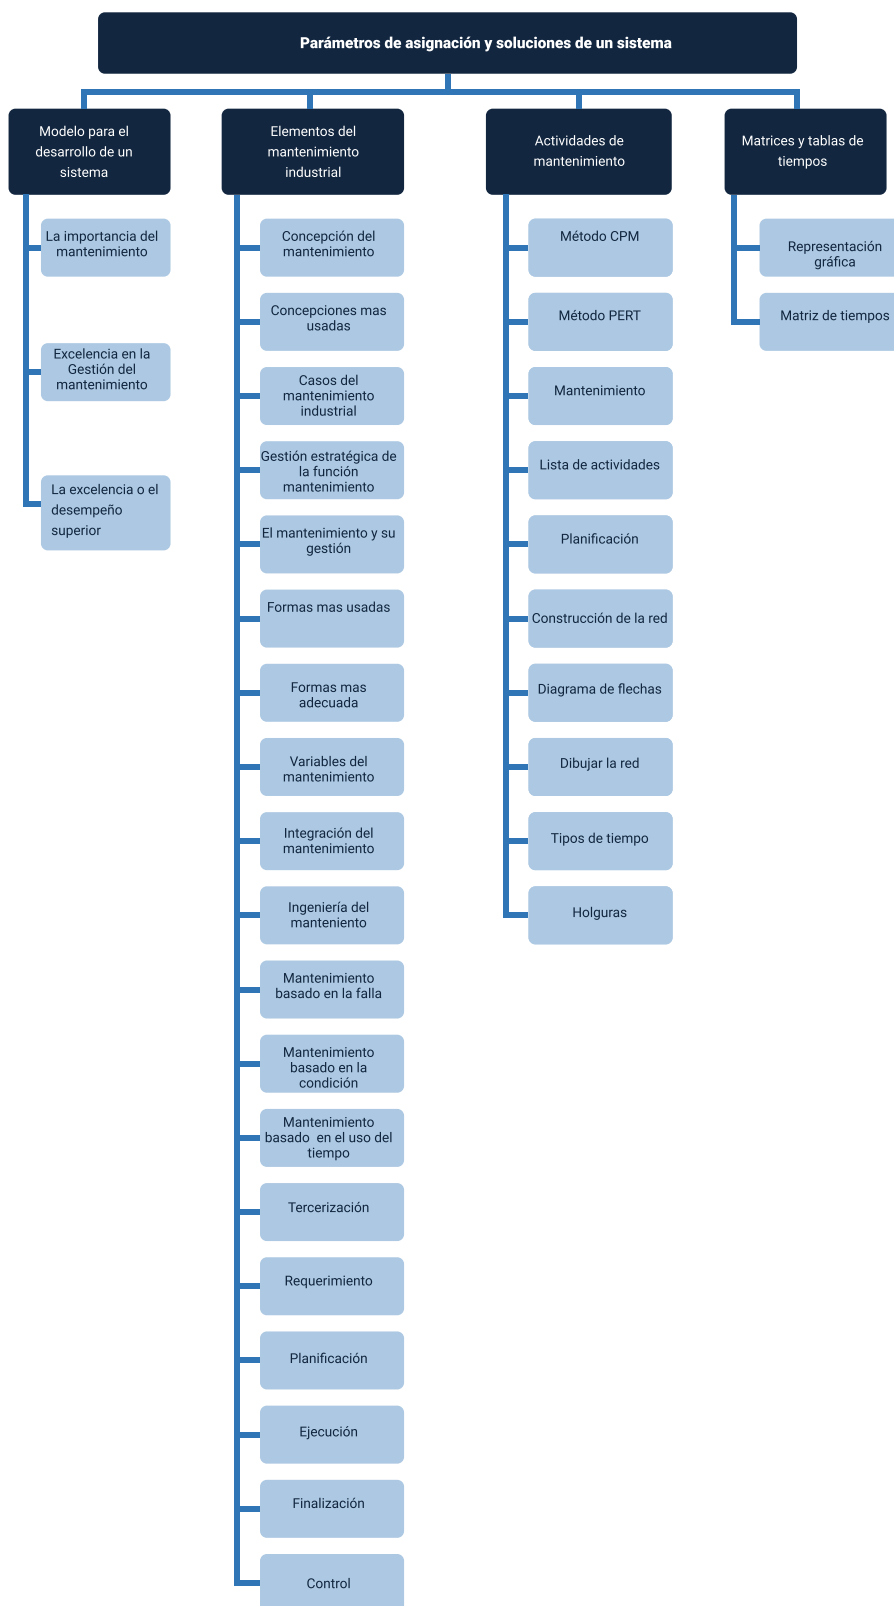 Parámetros de asignación y soluciones de un sistema
Modelo para el
desarrollo de un
sistema
La importancia del
mantenimiento
Excelencia en la
Gestión del
mantenimiento
La excelencia o el
desempeño
superior
Elementos del
mantenimiento
industrial
Concepción del
mantenimiento
Concepciones mas
usadas
Casos del
mantenimiento
industrial
Gestión estratégica de
la función
mantenimiento
El mantenimiento y su
gestión
Formas mas usadas
Formas mas
adecuada
Variables del
mantenimiento
Integración del
mantenimiento
Ingeniería del
manteniento
Mantenimiento
basado en la falla
Mantenimiento
basado en la
condición
Mantenimiento
basado  en el uso del
tiempo
Tercerización
Requerimiento
Planificación
Ejecución
Finalización
Control
Actividades de
mantenimiento
Método CPM
Método PERT
Mantenimiento
Lista de actividades
Planificación
Construcción de la red
Diagrama de flechas
Dibujar la red
Tipos de tiempo
Holguras
Matrices y tablas de
tiempos
Representación
gráfica
Matriz de tiempos